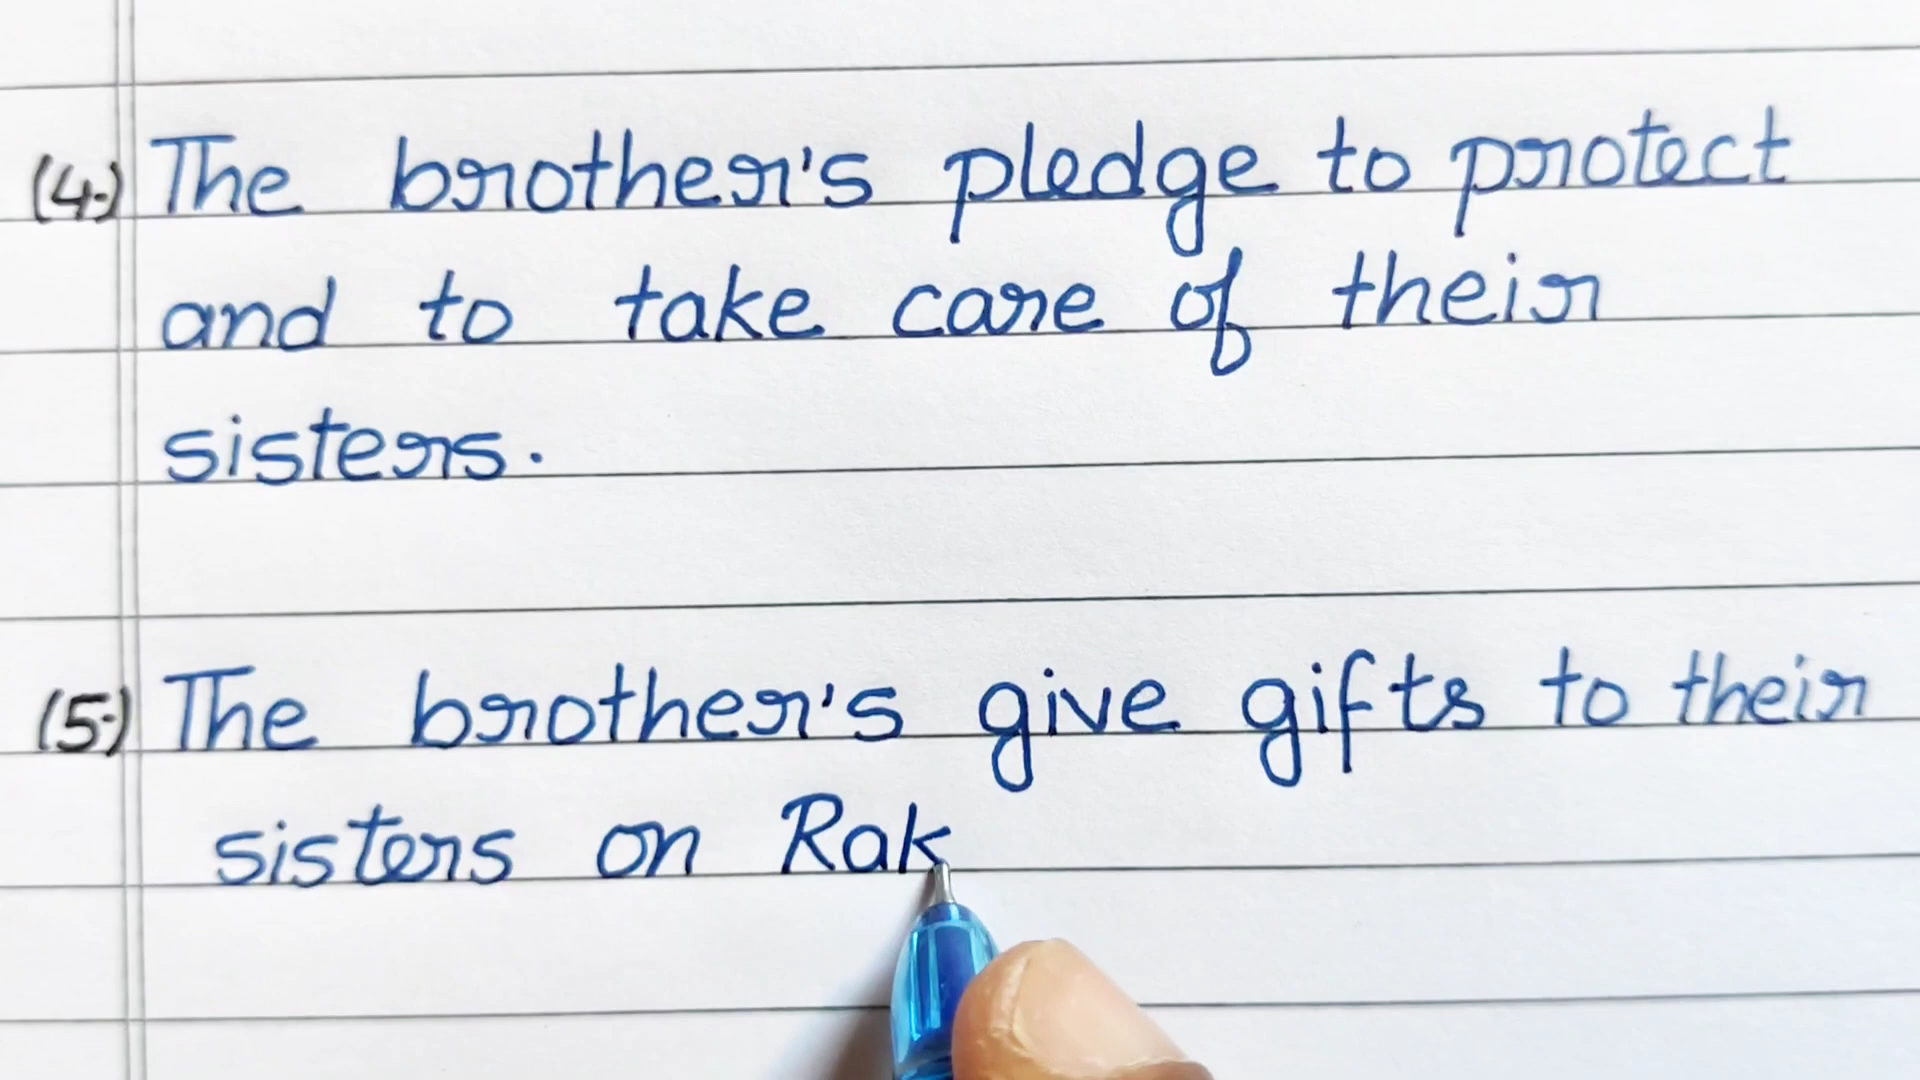 (4.) The brother's pledge to protect
and to take care of their
sisters.
(5.) The brother's give gifts to their
sisters on Rak